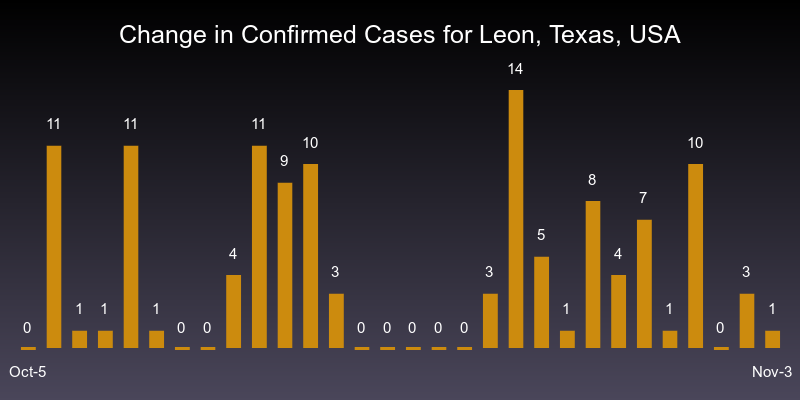 Change in Confirmed Cases for Leon, Texas, USA
0 11 1 1 11 1 0 0 4 11 9 10 3 0 0 0 0 0 3 14 5 1 8 4 7 1 10 0 3 1
Oct-5 Nov-3